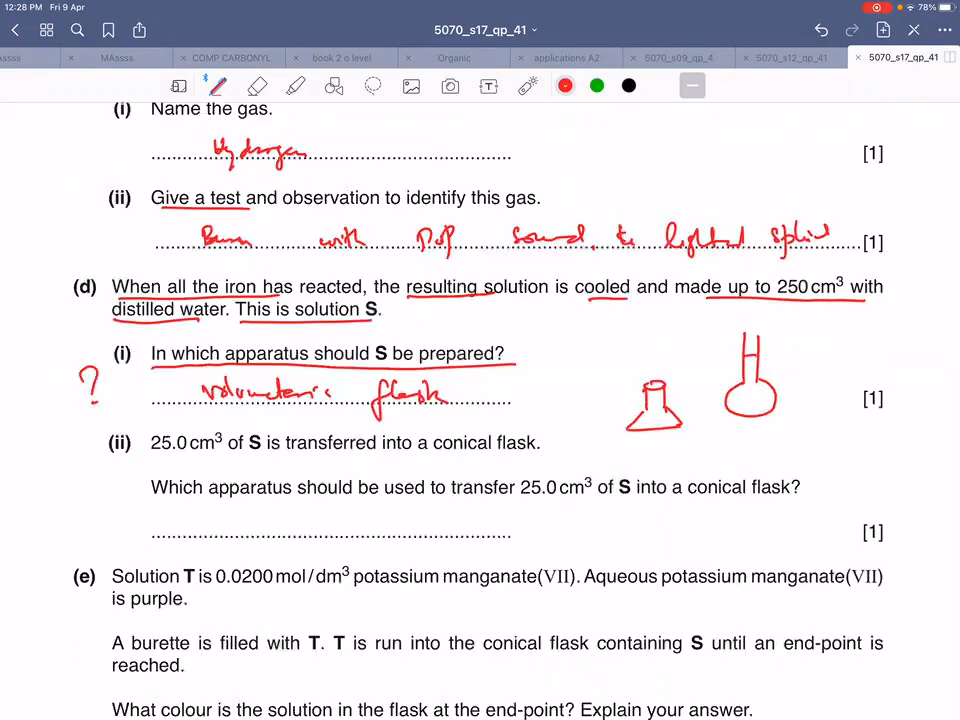 12:28 PM Fri 9 Apr 78%
5070_s17_qp_41
Assss MAssss COMP CARBONYL book 2 o level Organic applications A2 5070_s09_qp_4 5070_s12_qp_41 5070_s17_qp_41
(i) Name the gas.
Hydrogen [1]
(ii) Give a test and observation to identify this gas.
Burn with pop sound. to lighted splint [1]
(d) When all the iron has reacted, the resulting solution is cooled and made up to 250 cm³ with
distilled water. This is solution S.
(i) In which apparatus should S be prepared?
? volumetric flask [1]
(ii) 25.0 cm³ of S is transferred into a conical flask.
Which apparatus should be used to transfer 25.0 cm³ of S into a conical flask?
[1]
(e) Solution T is 0.0200 mol/dm³ potassium manganate(VII). Aqueous potassium manganate(VII)
is purple.
A burette is filled with T. T is run into the conical flask containing S until an end-point is
reached.
What colour is the solution in the flask at the end-point? Explain your answer.